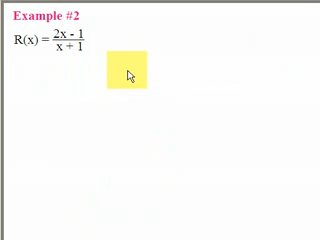 Example #2
R(x) = 2x - 1
x + 1